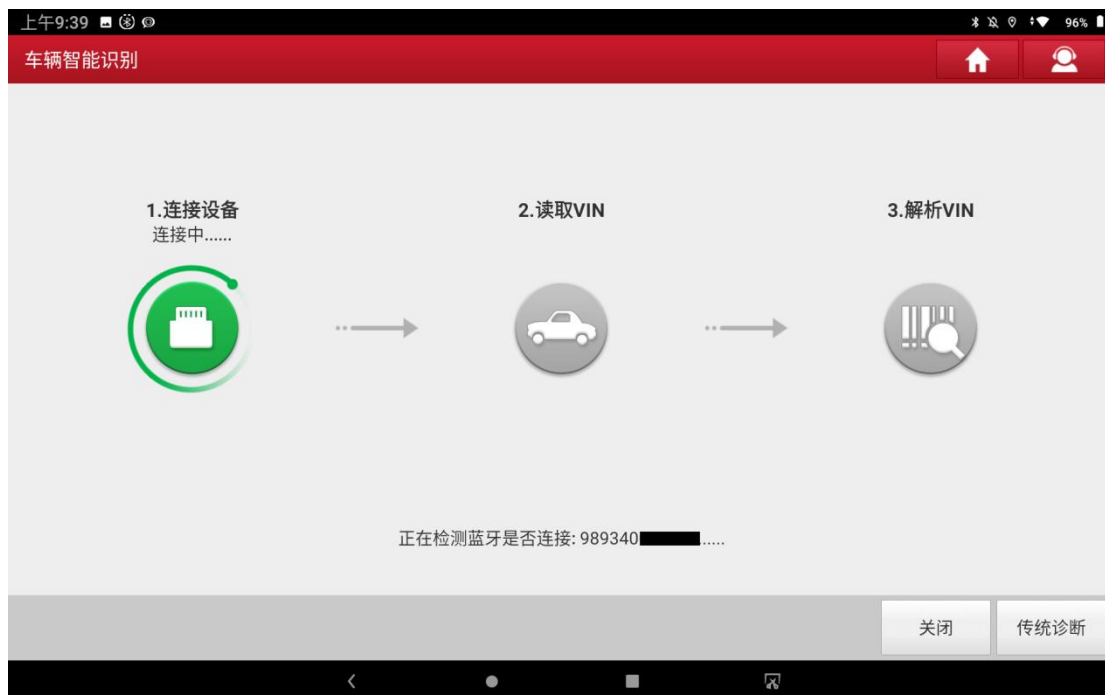 上午9:39
96%
车辆智能识别
1.连接设备
连接中......
2.读取VIN
3.解析VIN
正在检测蓝牙是否连接: 989340......
关闭
传统诊断